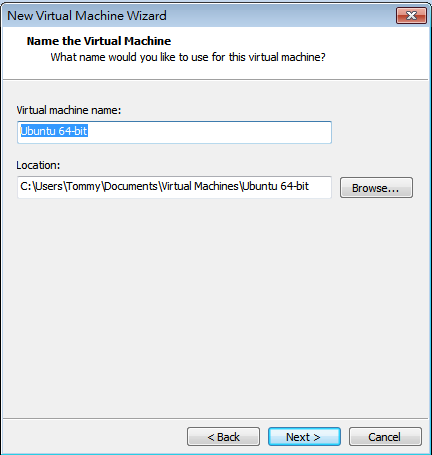 New Virtual Machine Wizard
Name the Virtual Machine
What name would you like to use for this virtual machine?
Virtual machine name:
Ubuntu 64-bit
Location:
C:\Users\Tommy\Documents\Virtual Machines\Ubuntu 64-bit
Browse...
< Back
Next >
Cancel